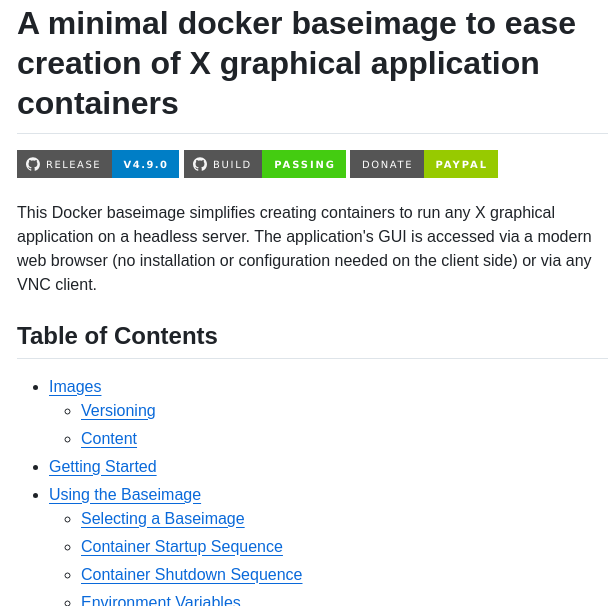 A minimal docker baseimage to ease
creation of X graphical application
containers
RELEASE V4.9.0 BUILD PASSING DONATE PAYPAL
This Docker baseimage simplifies creating containers to run any X graphical
application on a headless server. The application's GUI is accessed via a modern
web browser (no installation or configuration needed on the client side) or via any
VNC client.
Table of Contents
Images
Versioning
Content
Getting Started
Using the Baseimage
Selecting a Baseimage
Container Startup Sequence
Container Shutdown Sequence
Environment Variables